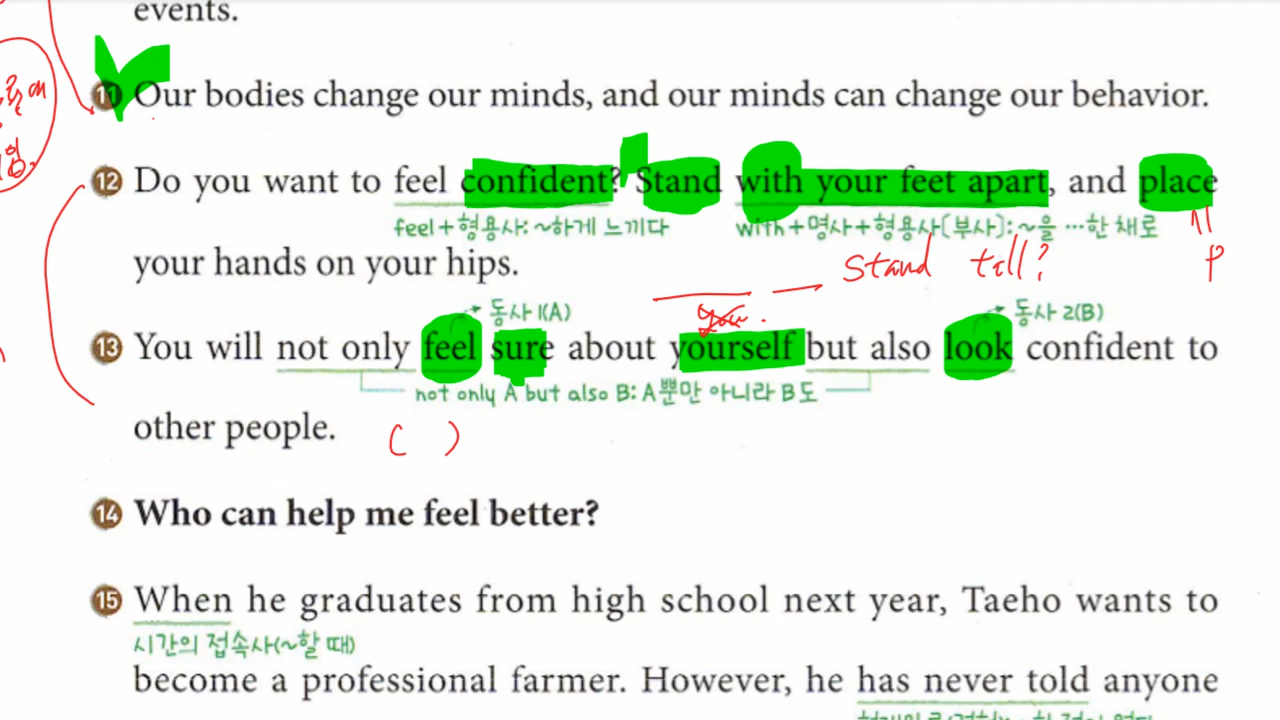 events.
11 Our bodies change our minds, and our minds can change our behavior.
12 Do you want to feel confident? Stand with your feet apart, and place
feel+형용사: ~하게 느끼다 with+명사+형용사[부사]: ~을 …한 채로
your hands on your hips. Stand tall? P
동사 1(A) you. 동사 2(B)
13 You will not only feel sure about yourself but also look confident to
not only A but also B: A뿐만 아니라 B도
other people. ( )
14 Who can help me feel better?
15 When he graduates from high school next year, Taeho wants to
시간의 접속사(~할 때)
become a professional farmer. However, he has never told anyone